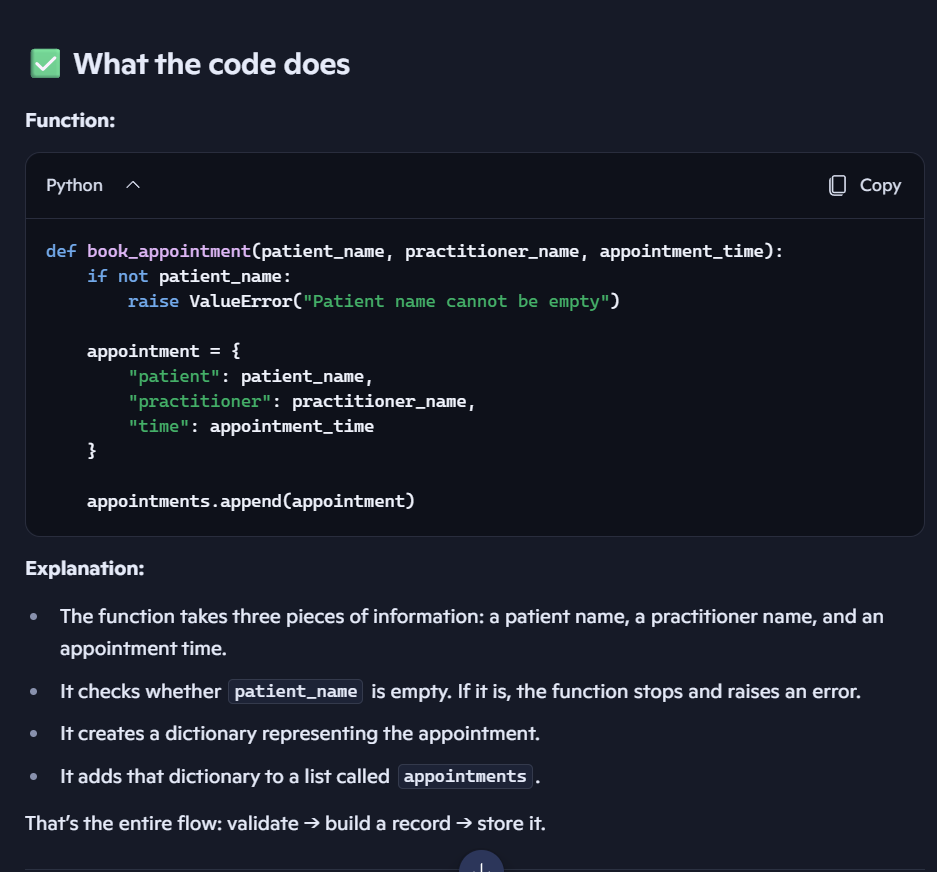 ✅ What the code does
Function:
Python
Copy
def book_appointment(patient_name, practitioner_name, appointment_time):
    if not patient_name:
        raise ValueError("Patient name cannot be empty")
    appointment = {
        "patient": patient_name,
        "practitioner": practitioner_name,
        "time": appointment_time
    }
    appointments.append(appointment)
Explanation:
• The function takes three pieces of information: a patient name, a practitioner name, and an
appointment time.
• It checks whether patient_name is empty. If it is, the function stops and raises an error.
• It creates a dictionary representing the appointment.
• It adds that dictionary to a list called appointments.
That’s the entire flow: validate → build a record → store it.